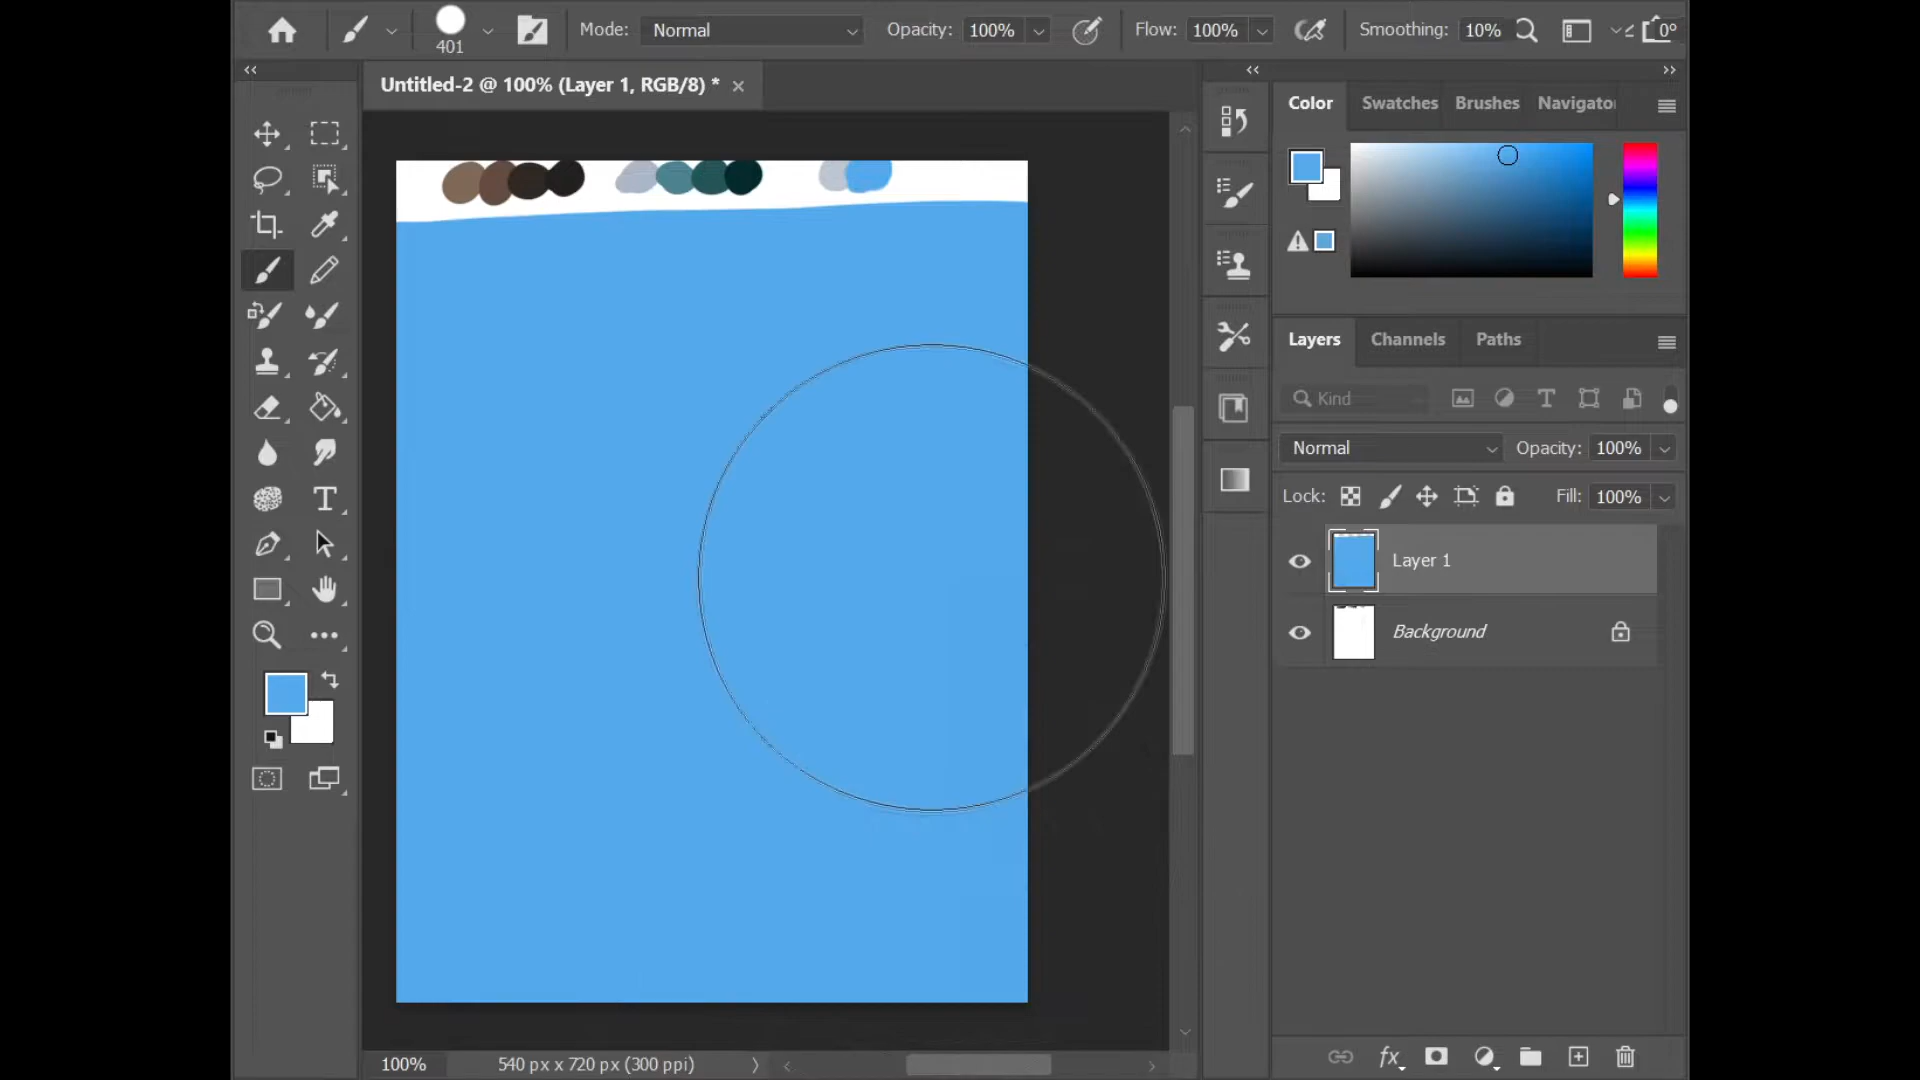 401
Mode: Normal
Opacity: 100%
Flow: 100%
Smoothing: 10%
0°
Untitled-2 @ 100% (Layer 1, RGB/8) *
Color
Swatches
Brushes
Navigator
Layers
Channels
Paths
Kind
Normal
Opacity: 100%
Lock:
Fill: 100%
Layer 1
Background
100%
540 px x 720 px (300 ppi)